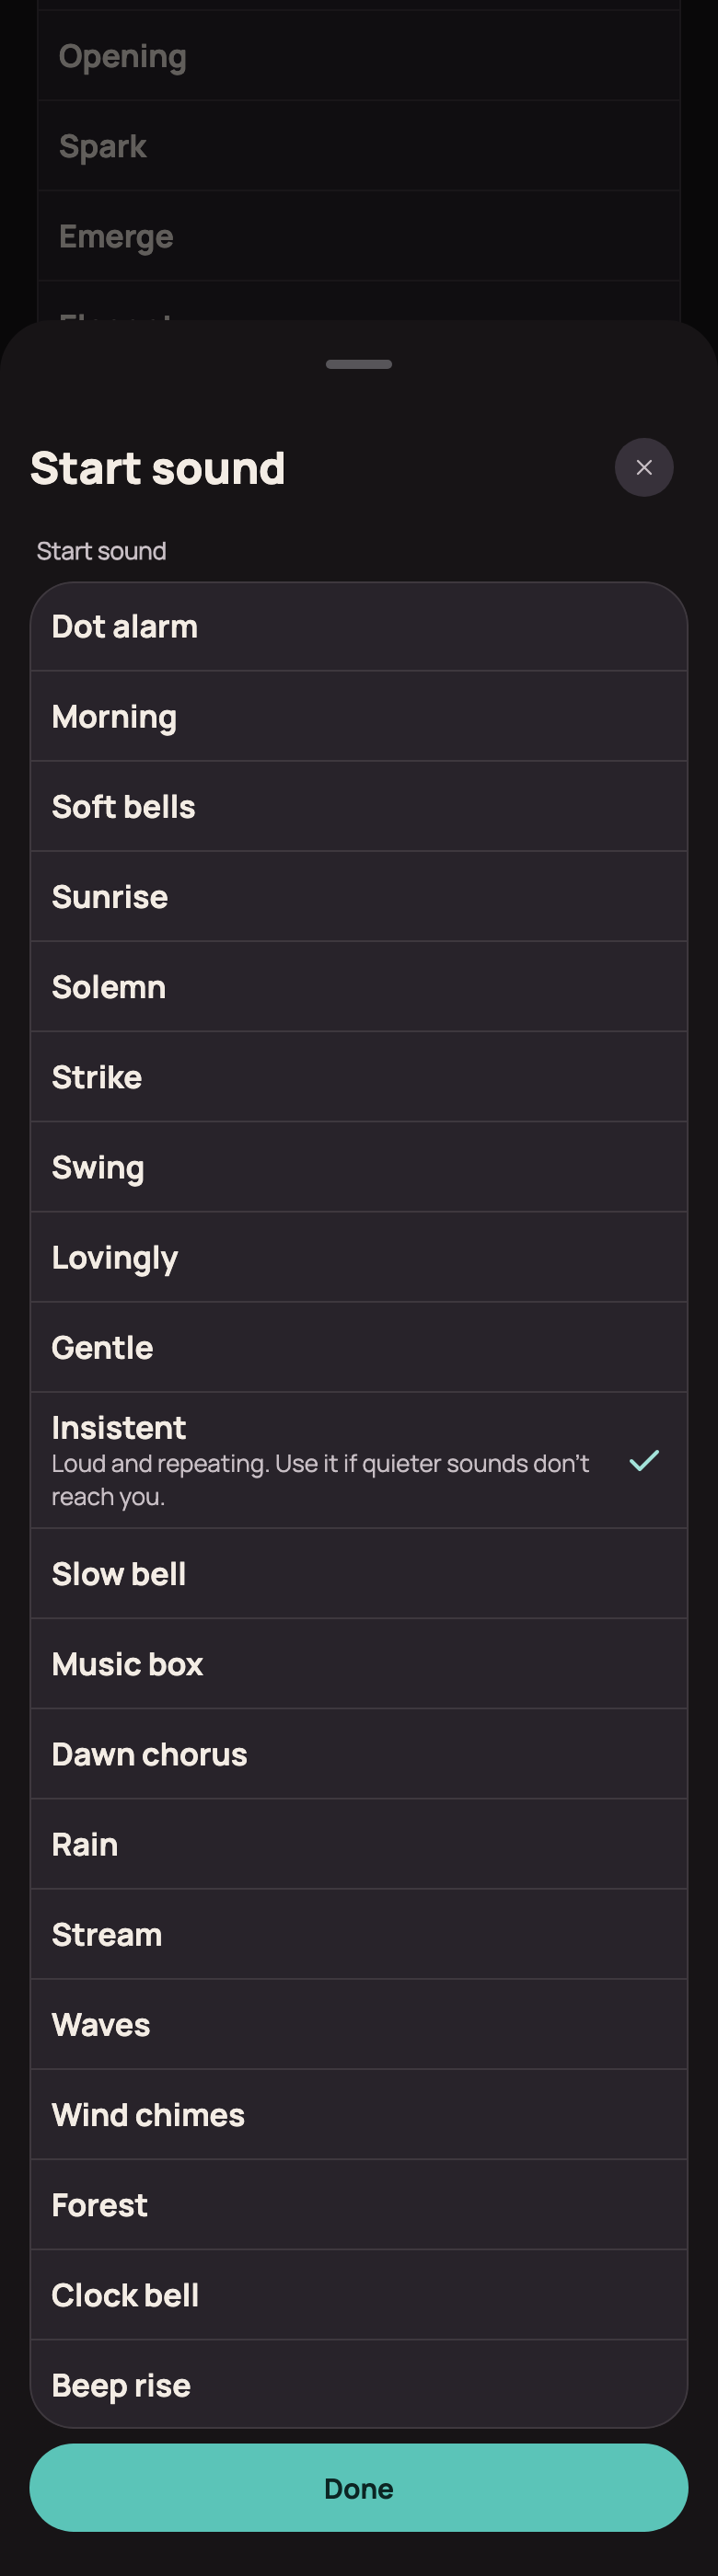 Opening
Spark
Emerge
Start sound
Start sound
Dot alarm
Morning
Soft bells
Sunrise
Solemn
Strike
Swing
Lovingly
Gentle
Insistent
Loud and repeating. Use it if quieter sounds don't
reach you.
Slow bell
Music box
Dawn chorus
Rain
Stream
Waves
Wind chimes
Forest
Clock bell
Beep rise
Done